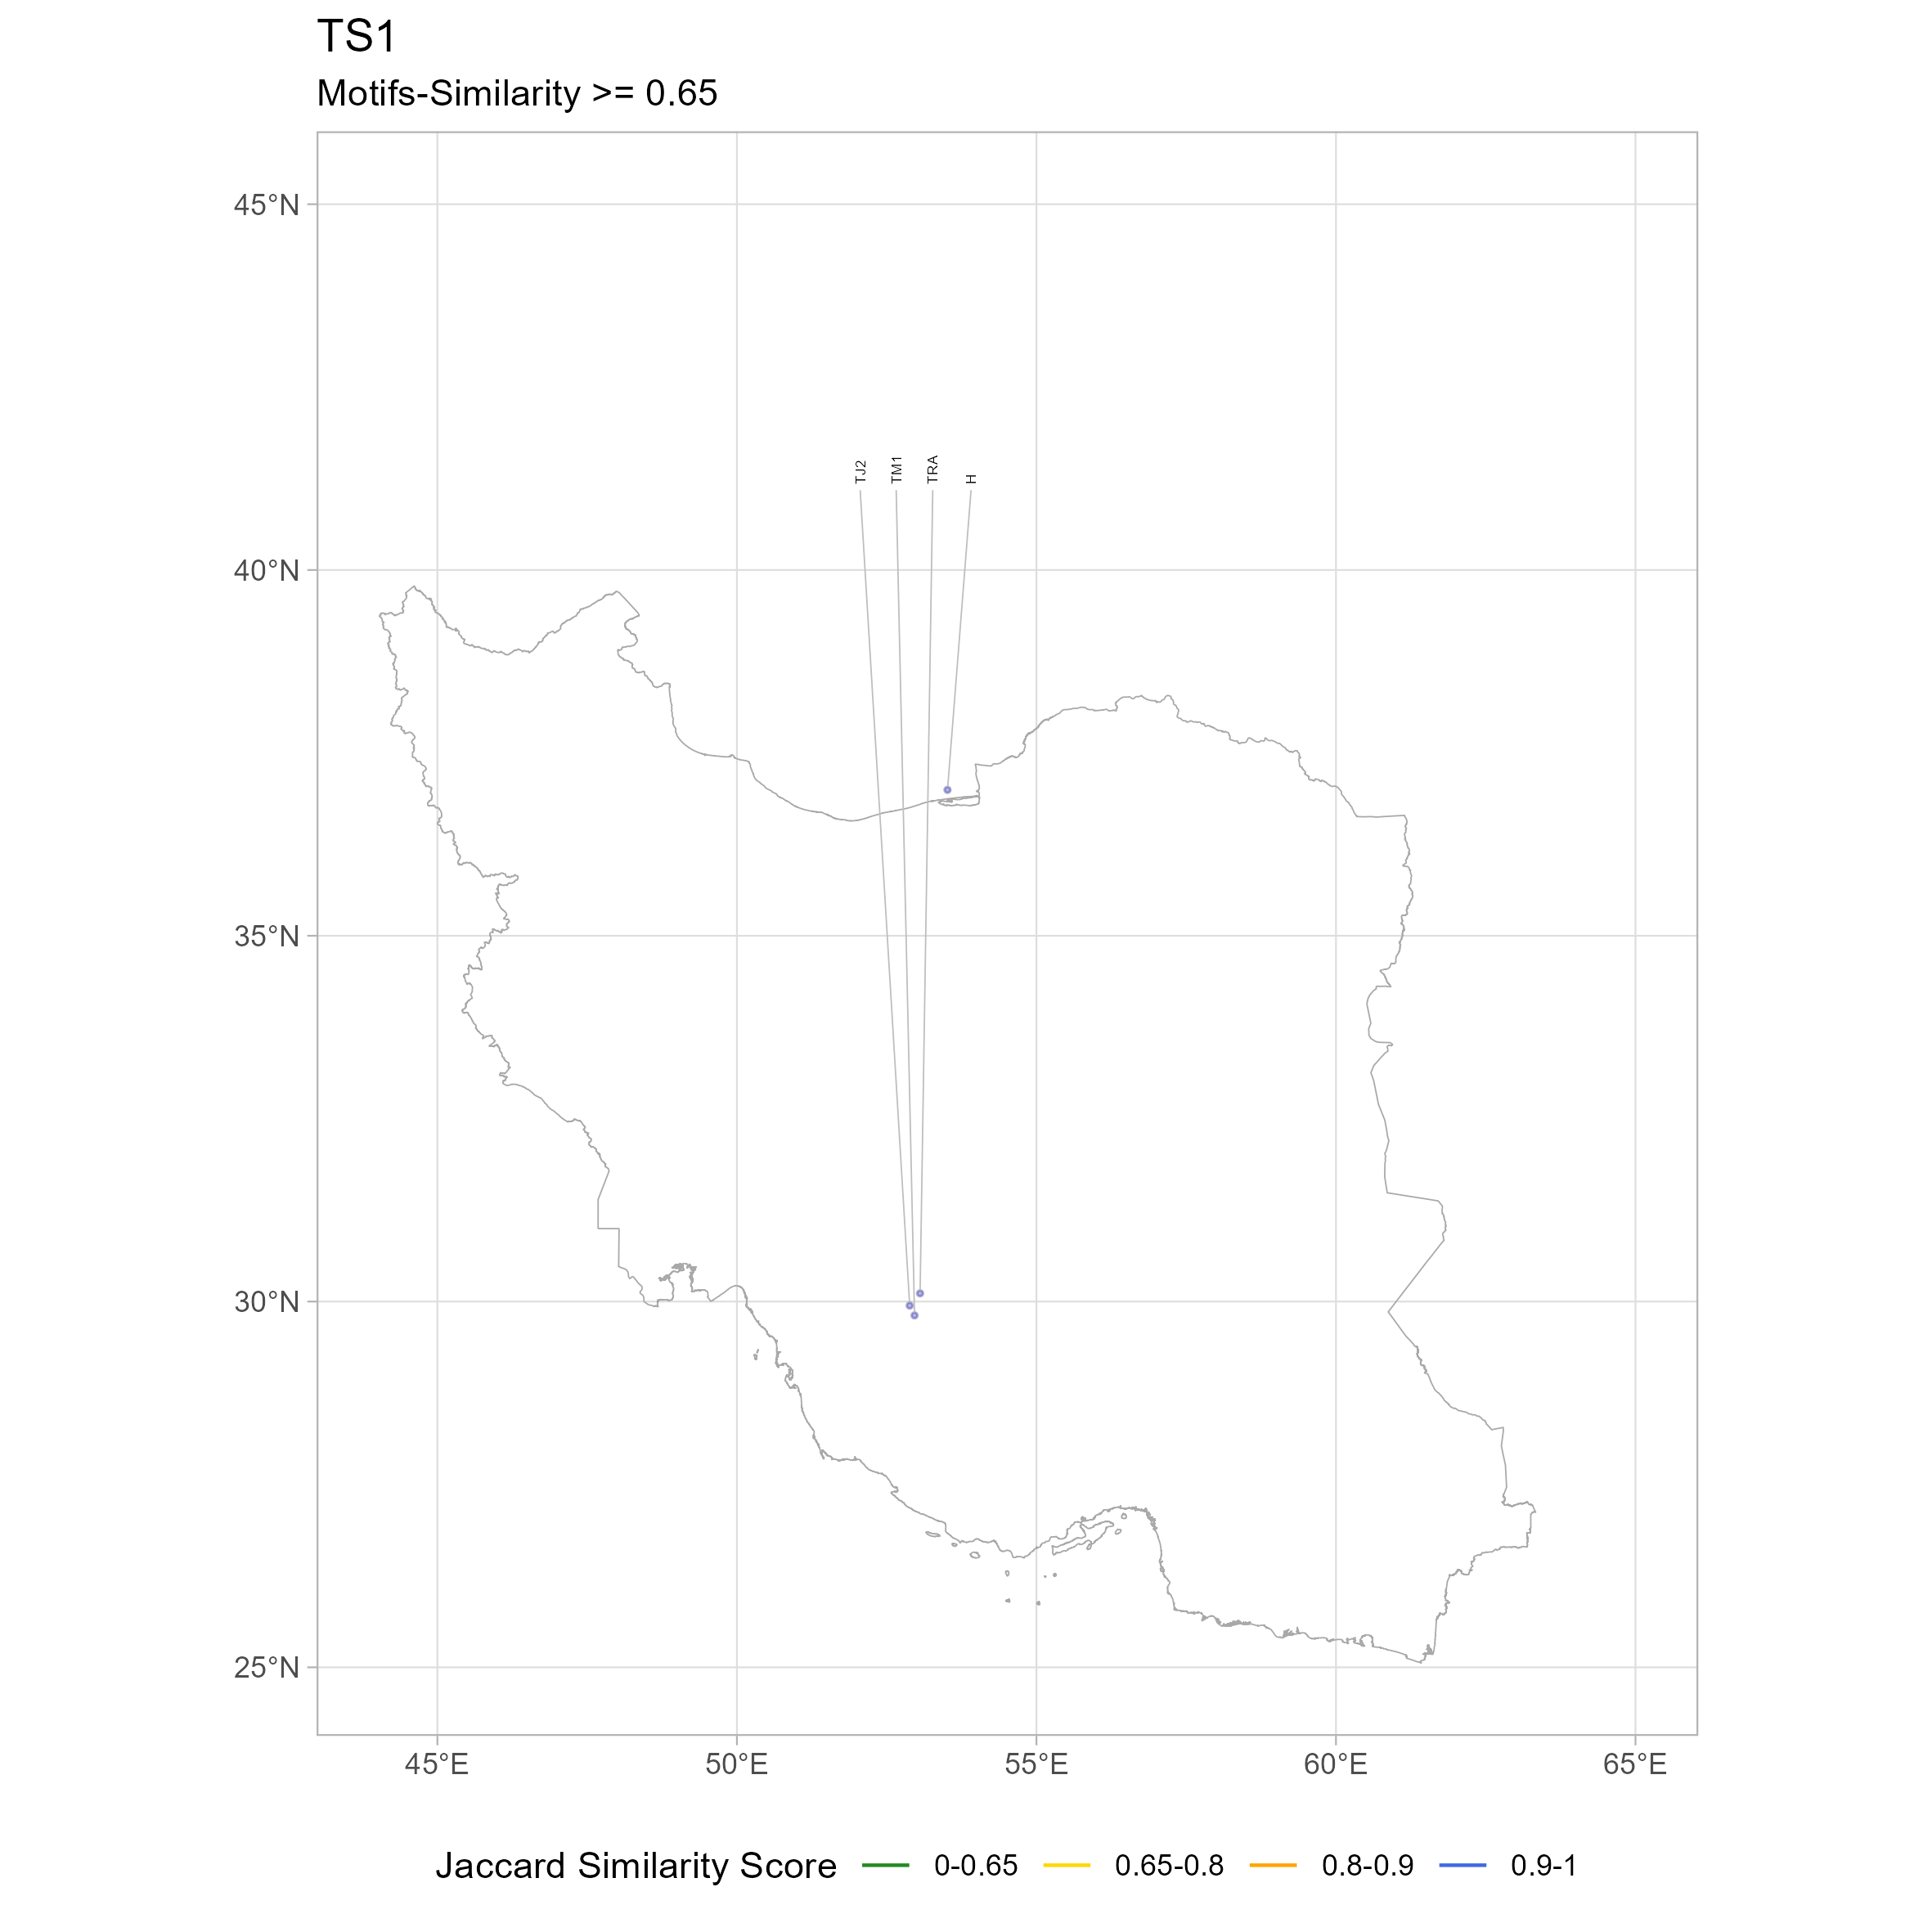 TS1
Motifs-Similarity >= 0.65
45°N
40°N
35°N
30°N
25°N
TJ2
TM1
TRA
H
45°E 50°E 55°E 60°E 65°E
Jaccard Similarity Score 0-0.65 0.65-0.8 0.8-0.9 0.9-1